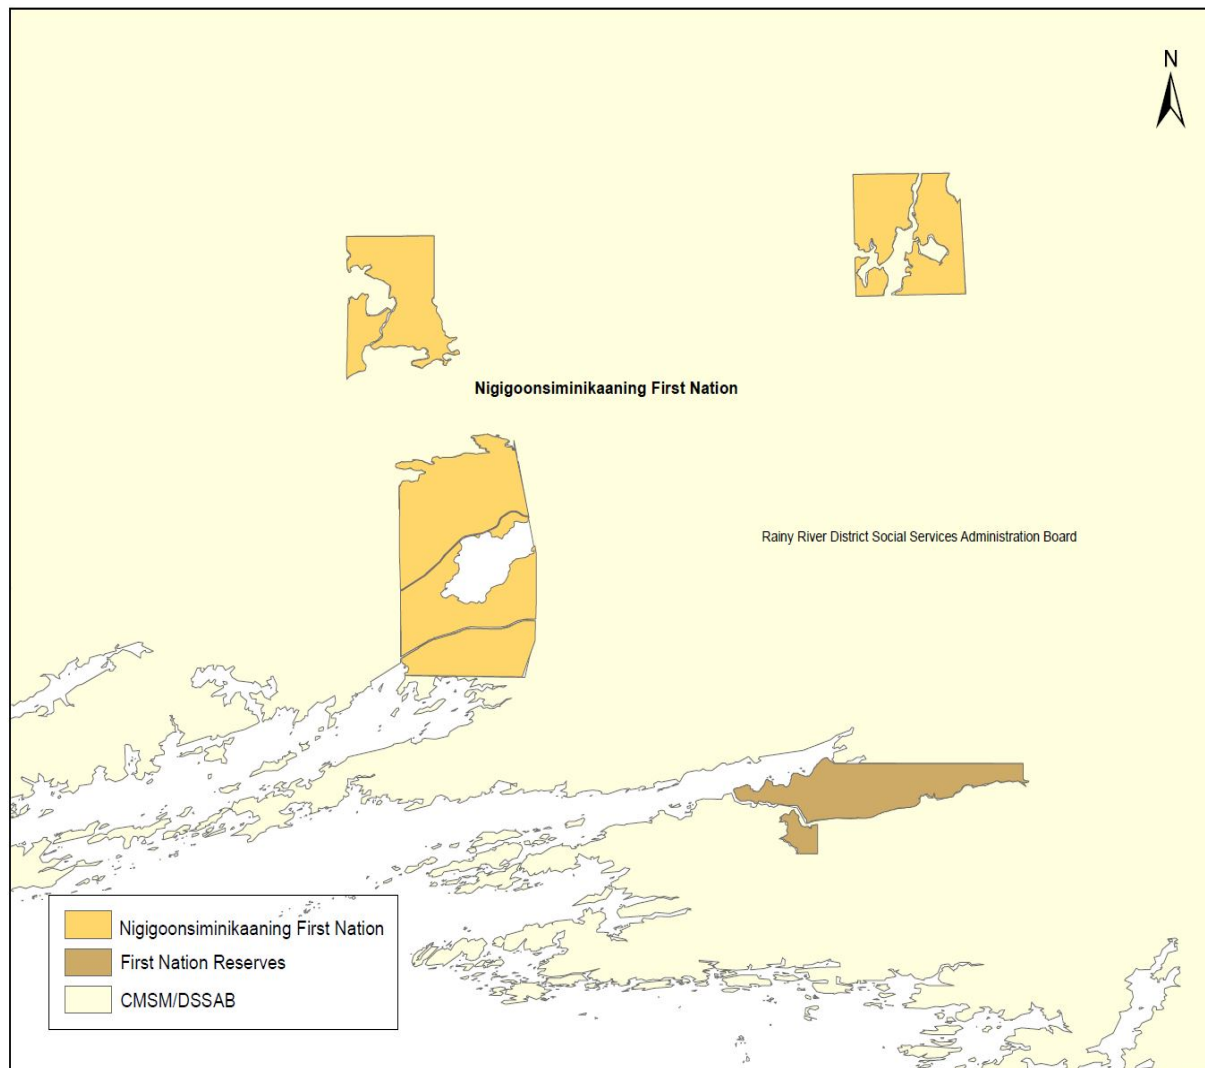 N
Nigigoonsiminikaaning First Nation
Rainy River District Social Services Administration Board
Nigigoonsiminikaaning First Nation
First Nation Reserves
CMSM/DSSAB